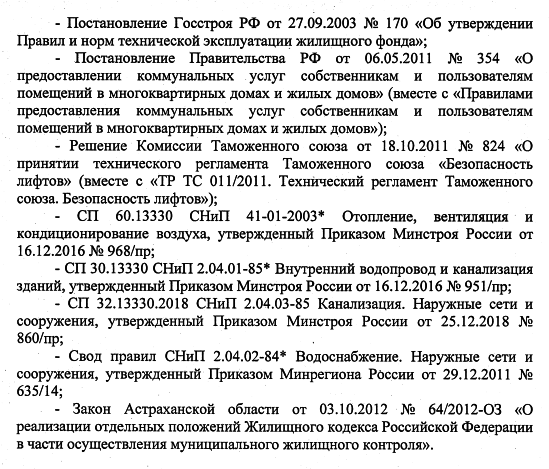 - Постановление Госстроя РФ от 27.09.2003 № 170 «Об утверждении
Правил и норм технической эксплуатации жилищного фонда»;
- Постановление Правительства РФ от 06.05.2011 № 354 «О
предоставлении коммунальных услуг собственникам и пользователям
помещений в многоквартирных домах и жилых домов» (вместе с «Правилами
предоставления коммунальных услуг собственникам и пользователям
помещений в многоквартирных домах и жилых домов»);
- Решение Комиссии Таможенного союза от 18.10.2011 № 824 «О
принятии технического регламента Таможенного союза «Безопасность
лифтов» (вместе с «ТР ТС 011/2011. Технический регламент Таможенного
союза. Безопасность лифтов»);
- СП 60.13330 СНиП 41-01-2003* Отопление, вентиляция и
кондиционирование воздуха, утвержденный Приказом Минстроя России от
16.12.2016 № 968/пр;
- СП 30.13330 СНиП 2.04.01-85* Внутренний водопровод и канализация
зданий, утвержденный Приказом Минстроя России от 16.12.2016 № 951/пр;
- СП 32.13330.2018 СНиП 2.04.03-85 Канализация. Наружные сети и
сооружения, утвержденный Приказом Минстроя России от 25.12.2018 №
860/пр;
- Свод правил СНиП 2.04.02-84* Водоснабжение. Наружные сети и
сооружения, утвержденный Приказом Минрегиона России от 29.12.2011 №
635/14;
- Закон Астраханской области от 03.10.2012 № 64/2012-ОЗ «О
реализации отдельных положений Жилищного кодекса Российской Федерации
в части осуществления муниципального жилищного контроля».